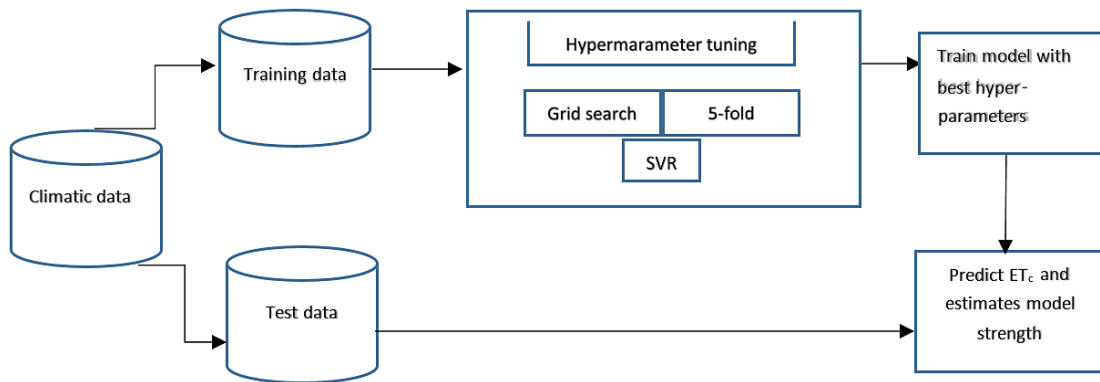 Climatic data
Training data
Test data
Hypermarameter tuning
Grid search
5-fold
SVR
Train model with
best hyper-
parameters
Predict ETc and
estimates model
strength